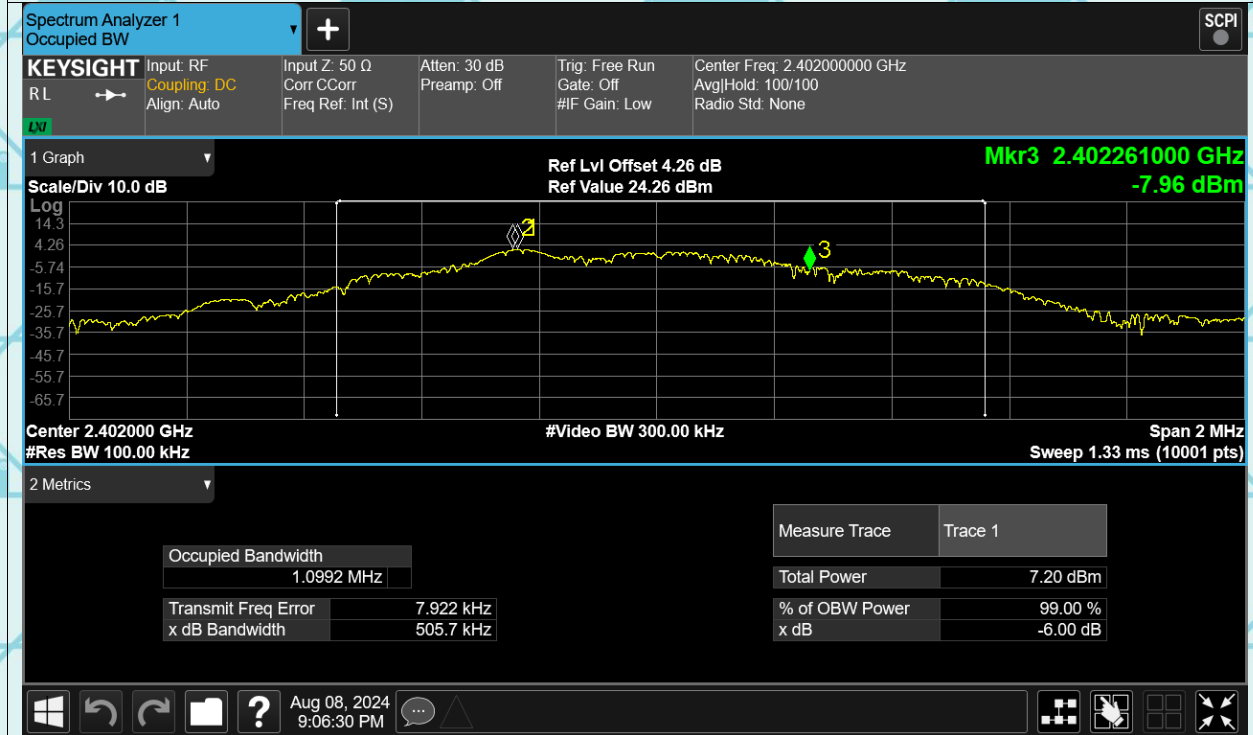 Spectrum Analyzer 1
Occupied BW
+
SCPI
KEYSIGHT
R L
LXI
Input: RF
Coupling: DC
Align: Auto
Input Z: 50 Ω
Corr CCorr
Freq Ref: Int (S)
Atten: 30 dB
Preamp: Off
Trig: Free Run
Gate: Off
#IF Gain: Low
Center Freq: 2.402000000 GHz
Avg|Hold: 100/100
Radio Std: None
1 Graph
Scale/Div 10.0 dB
Ref Lvl Offset 4.26 dB
Ref Value 24.26 dBm
Mkr3 2.402261000 GHz
-7.96 dBm
Log
14.3
4.26
-5.74
-15.7
-25.7
-35.7
-45.7
-55.7
-65.7
2
3
Center 2.402000 GHz
#Video BW 300.00 kHz
Span 2 MHz
#Res BW 100.00 kHz
Sweep 1.33 ms (10001 pts)
2 Metrics
Occupied Bandwidth
1.0992 MHz
Transmit Freq Error 7.922 kHz
x dB Bandwidth 505.7 kHz
Measure Trace Trace 1
Total Power 7.20 dBm
% of OBW Power 99.00 %
x dB -6.00 dB
?
Aug 08, 2024
9:06:30 PM